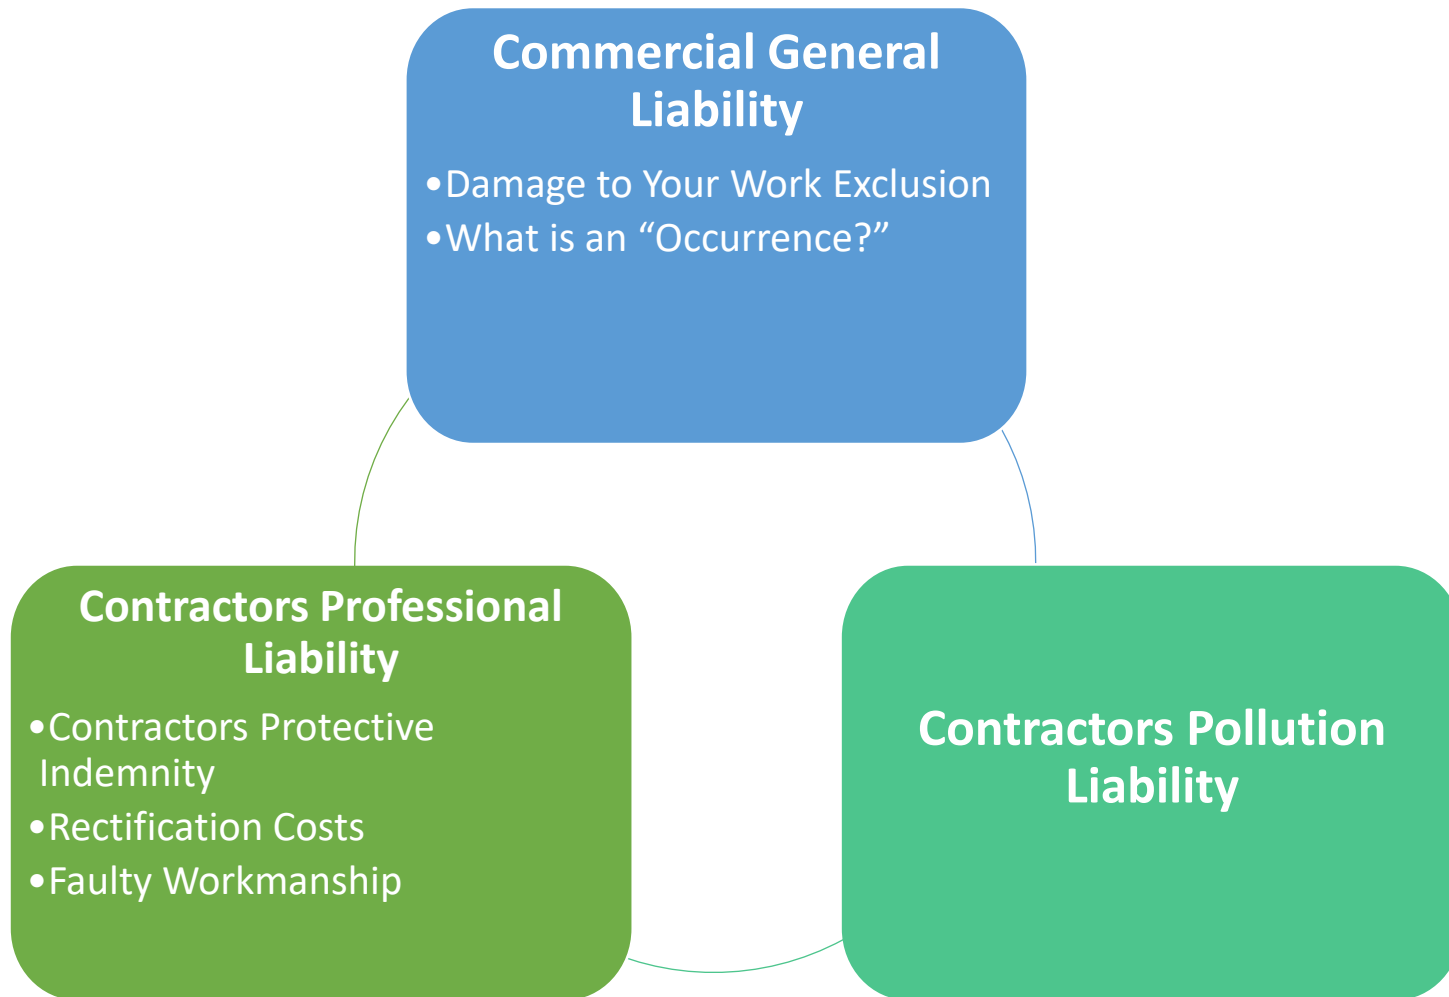 Commercial General
Liability
•Damage to Your Work Exclusion
•What is an “Occurrence?”
Contractors Professional
Liability
•Contractors Protective
Indemnity
•Rectification Costs
•Faulty Workmanship
Contractors Pollution
Liability